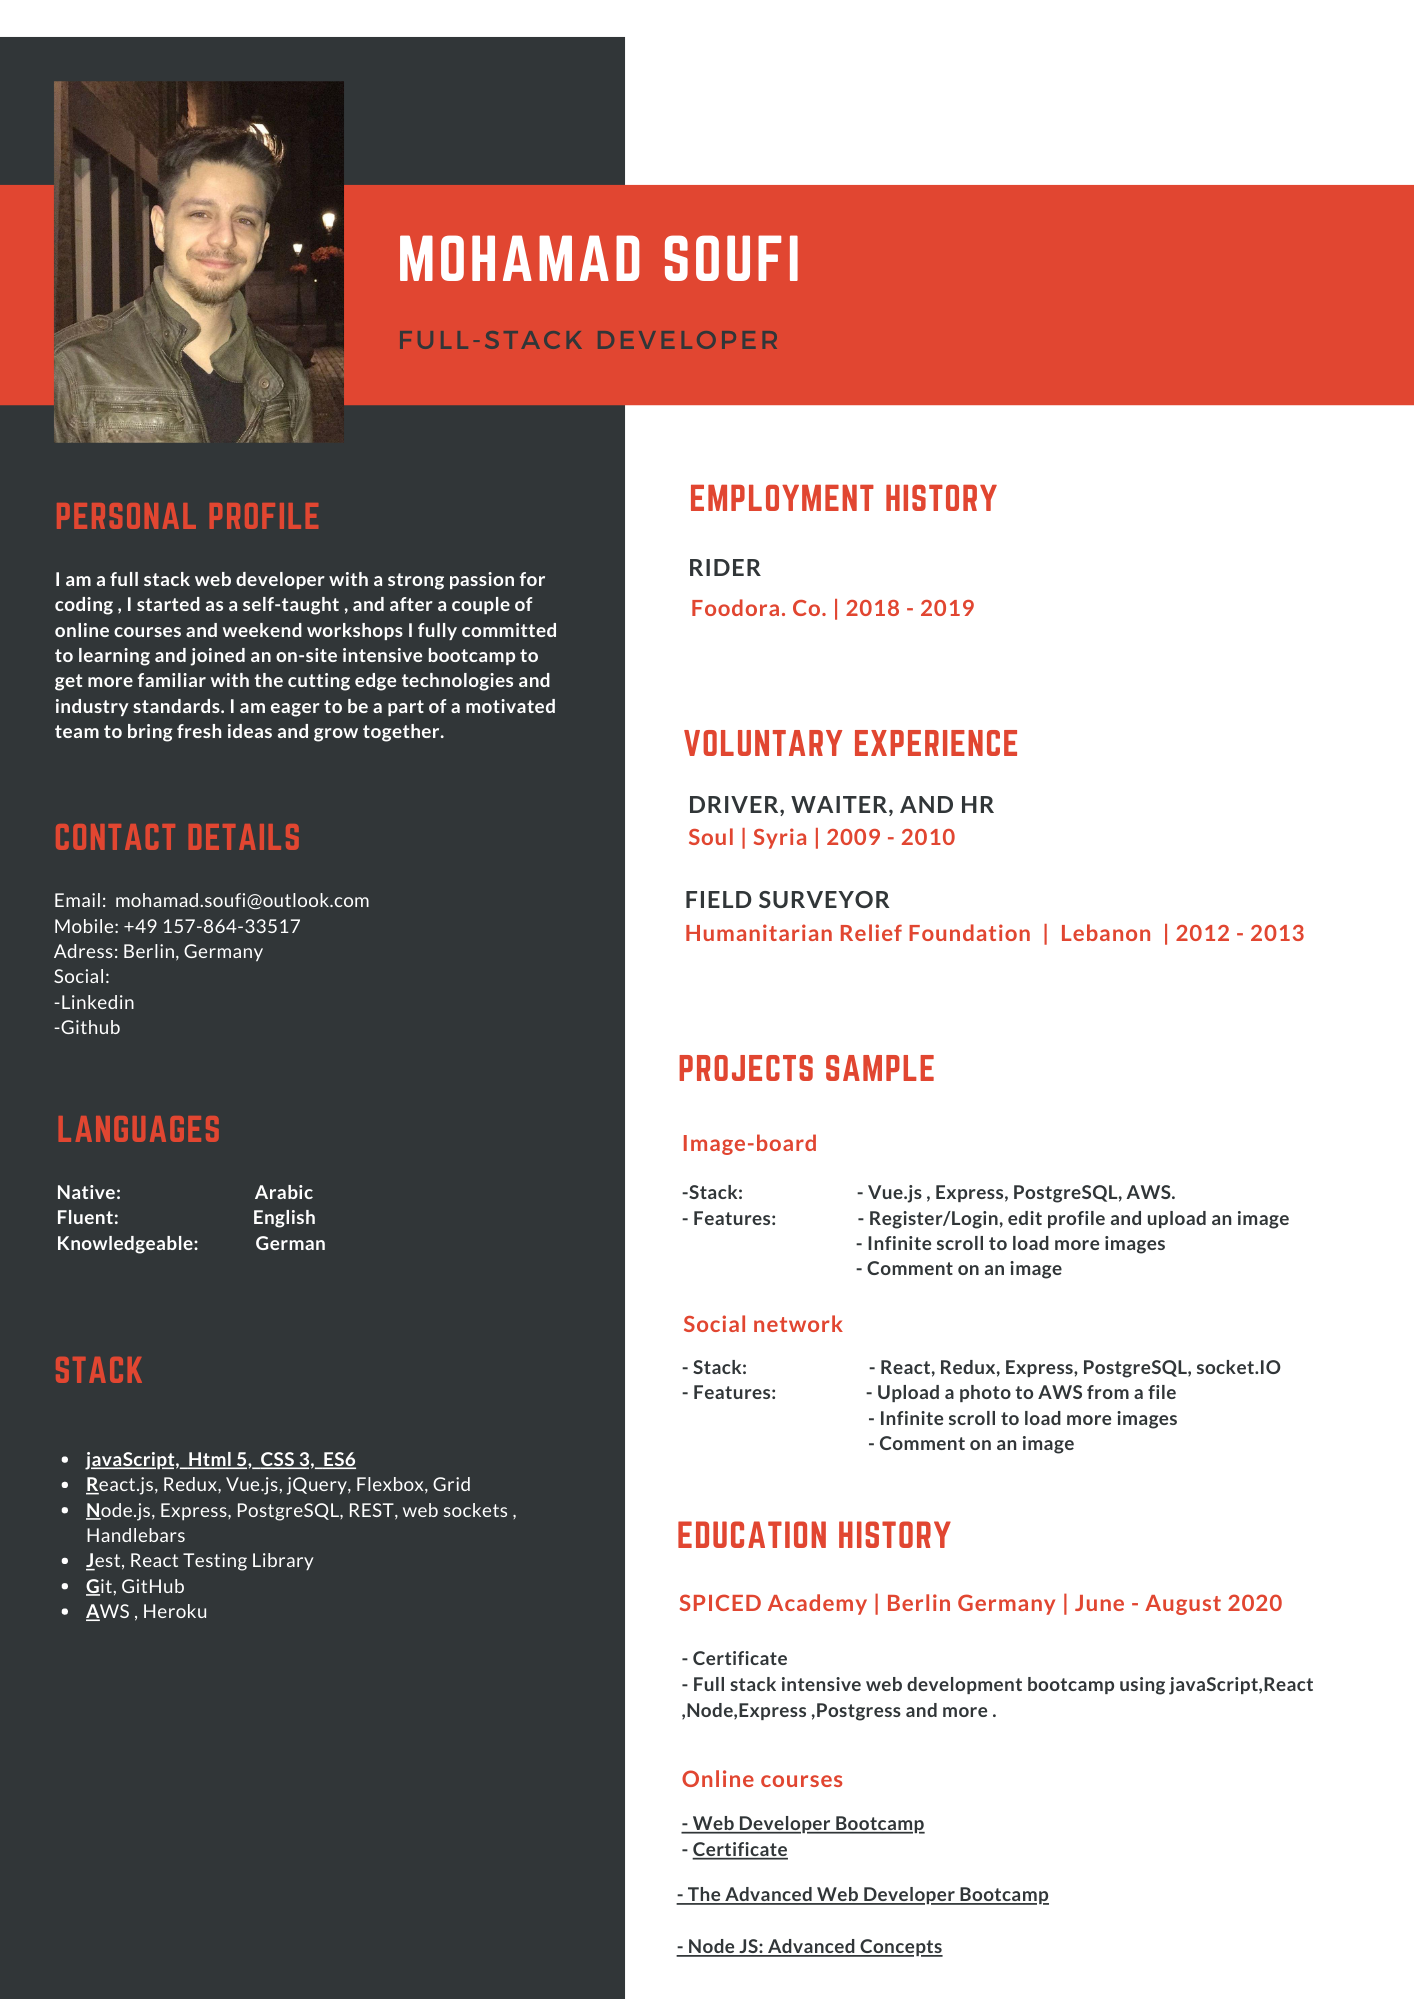 MOHAMAD SOUFI
FULL-STACK DEVELOPER
PERSONAL PROFILE
I am a full stack web developer with a strong passion for
coding , I started as a self-taught , and after a couple of
online courses and weekend workshops I fully committed
to learning and joined an on-site intensive bootcamp to
get more familiar with the cutting edge technologies and
industry standards. I am eager to be a part of a motivated
team to bring fresh ideas and grow together.
CONTACT DETAILS
Email: mohamad.soufi@outlook.com
Mobile: +49 157-864-33517
Adress: Berlin, Germany
Social:
-Linkedin
-Github
LANGUAGES
Native: Arabic
Fluent: English
Knowledgeable: German
STACK
• javaScript, Html 5, CSS 3, ES6
• React.js, Redux, Vue.js, jQuery, Flexbox, Grid
• Node.js, Express, PostgreSQL, REST, web sockets ,
Handlebars
• Jest, React Testing Library
• Git, GitHub
• AWS , Heroku
EMPLOYMENT HISTORY
RIDER
Foodora. Co. | 2018 - 2019
VOLUNTARY EXPERIENCE
DRIVER, WAITER, AND HR
Soul | Syria | 2009 - 2010
FIELD SURVEYOR
Humanitarian Relief Foundation | Lebanon | 2012 - 2013
PROJECTS SAMPLE
Image-board
-Stack: - Vue.js , Express, PostgreSQL, AWS.
- Features: - Register/Login, edit profile and upload an image
- Infinite scroll to load more images
- Comment on an image
Social network
- Stack: - React, Redux, Express, PostgreSQL, socket.IO
- Features: - Upload a photo to AWS from a file
- Infinite scroll to load more images
- Comment on an image
EDUCATION HISTORY
SPICED Academy | Berlin Germany | June - August 2020
- Certificate
- Full stack intensive web development bootcamp using javaScript,React
,Node,Express ,Postgress and more .
Online courses
- Web Developer Bootcamp
- Certificate
- The Advanced Web Developer Bootcamp
- Node JS: Advanced Concepts